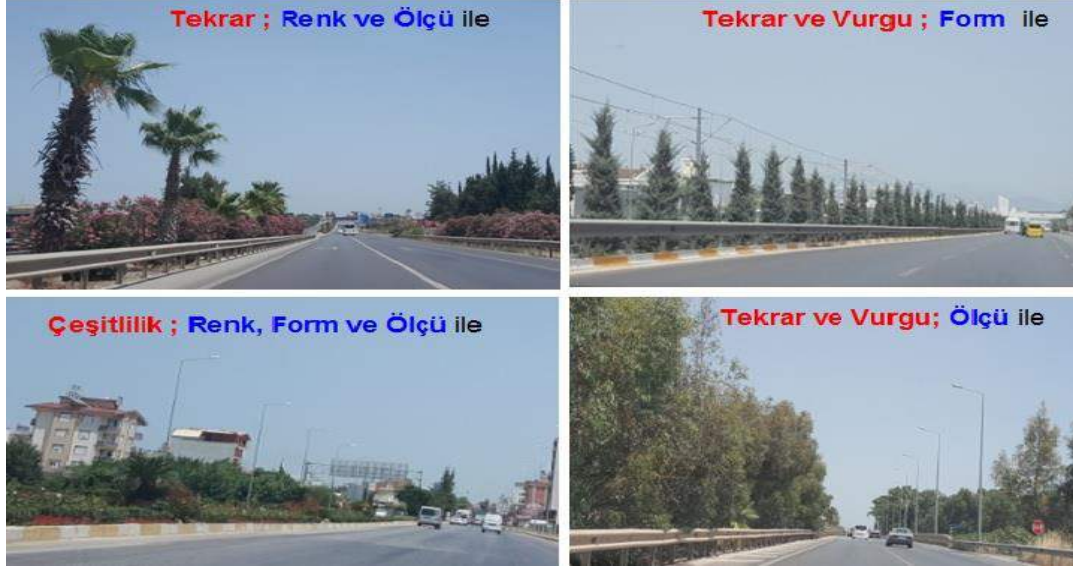 Tekrar ; Renk ve Ölçü ile
Tekrar ve Vurgu ; Form ile
Çeşitlilik ; Renk, Form ve Ölçü ile
Tekrar ve Vurgu; Ölçü ile